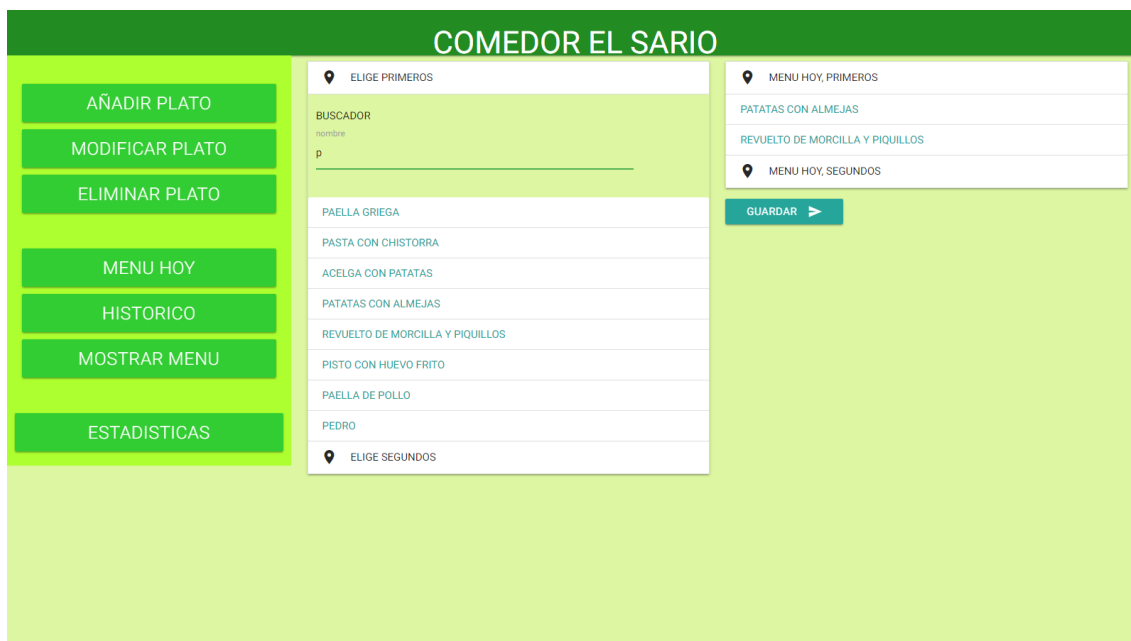 COMEDOR EL SARIO
AÑADIR PLATO
MODIFICAR PLATO
ELIMINAR PLATO
MENU HOY
HISTORICO
MOSTRAR MENU
ESTADISTICAS
ELIGE PRIMEROS
BUSCADOR
nombre
p
PAELLA GRIEGA
PASTA CON CHISTORRA
ACELGA CON PATATAS
PATATAS CON ALMEJAS
REVUELTO DE MORCILLA Y PIQUILLOS
PISTO CON HUEVO FRITO
PAELLA DE POLLO
PEDRO
ELIGE SEGUNDOS
MENU HOY, PRIMEROS
PATATAS CON ALMEJAS
REVUELTO DE MORCILLA Y PIQUILLOS
MENU HOY, SEGUNDOS
GUARDAR